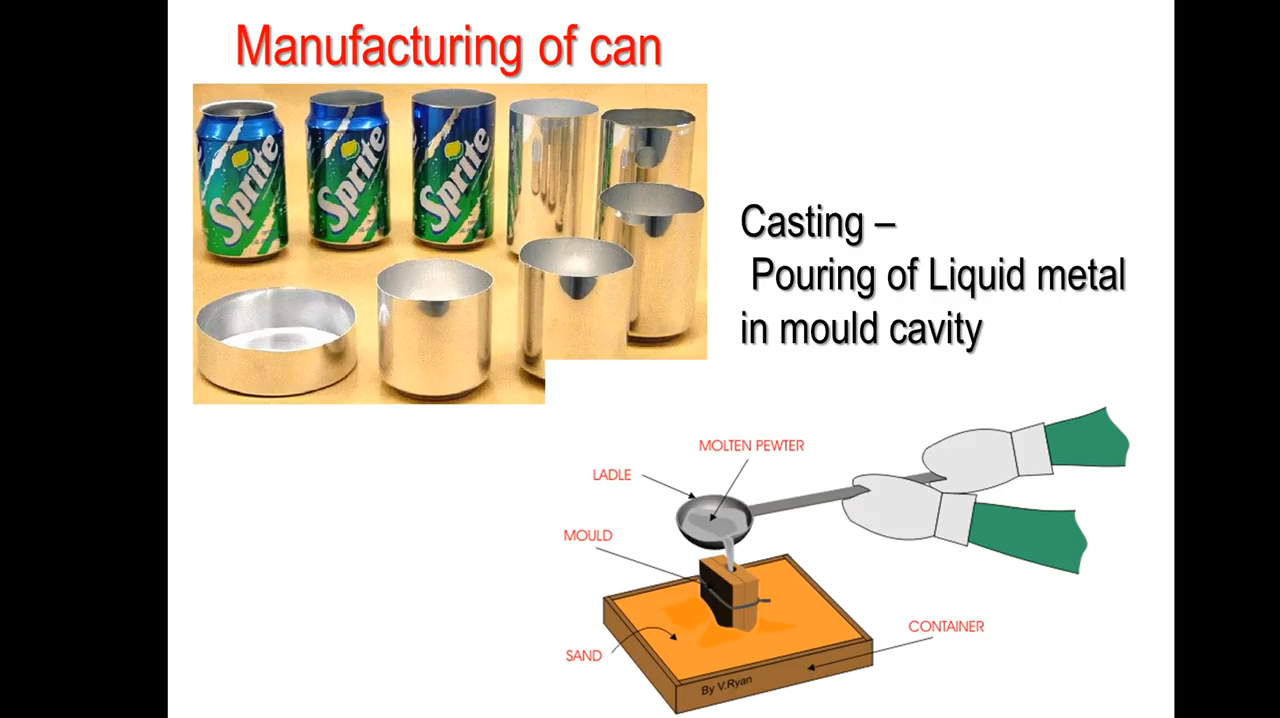 Manufacturing of can
Sprite
Sprite
Sprite
Casting –
Pouring of Liquid metal
in mould cavity
MOLTEN PEWTER
LADLE
MOULD
CONTAINER
SAND
By V.Ryan